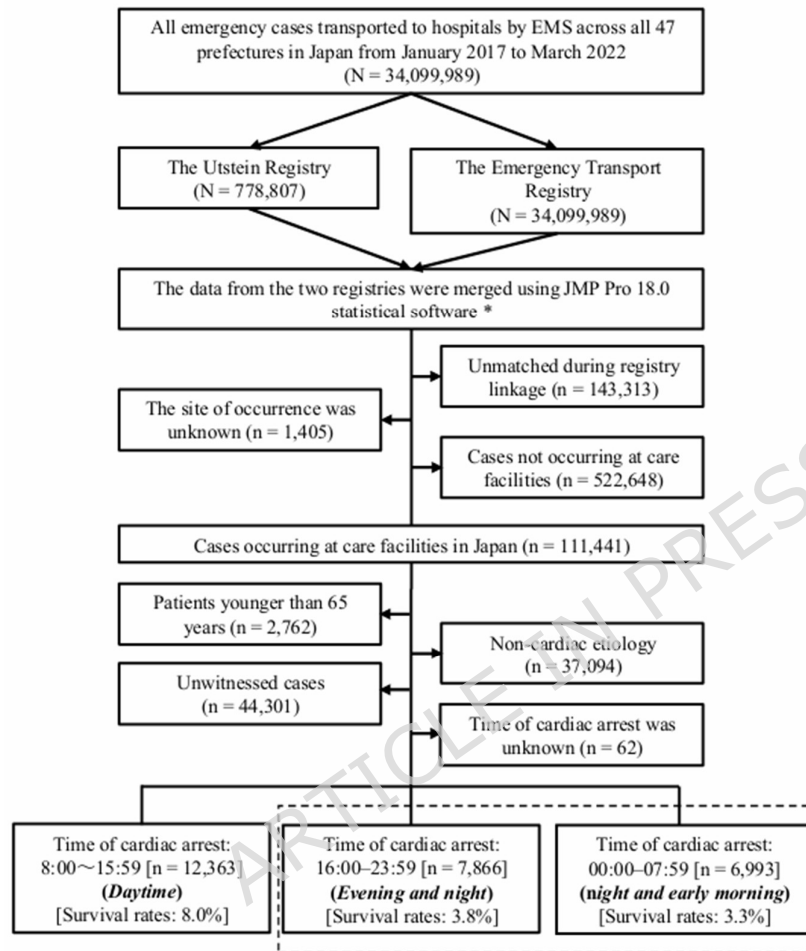 All emergency cases transported to hospitals by EMS across all 47
prefectures in Japan from January 2017 to March 2022
(N = 34,099,989)
The Utstein Registry
(N = 778,807)
The Emergency Transport
Registry
(N = 34,099,989)
The data from the two registries were merged using JMP Pro 18.0
statistical software *
Unmatched during registry
linkage (n = 143,313)
The site of occurrence was
unknown (n = 1,405)
Cases not occurring at care
facilities (n = 522,648)
Cases occurring at care facilities in Japan (n = 111,441)
Patients younger than 65
years (n = 2,762)
Non-cardiac etiology
(n = 37,094)
Unwitnessed cases
(n = 44,301)
Time of cardiac arrest was
unknown (n = 62)
Time of cardiac arrest:
8:00～15:59 [n = 12,363]
(Daytime)
[Survival rates: 8.0%]
Time of cardiac arrest:
16:00–23:59 [n = 7,866]
(Evening and night)
[Survival rates: 3.8%]
Time of cardiac arrest:
00:00–07:59 [n = 6,993]
(night and early morning)
[Survival rates: 3.3%]
ARTICLE IN PRESS